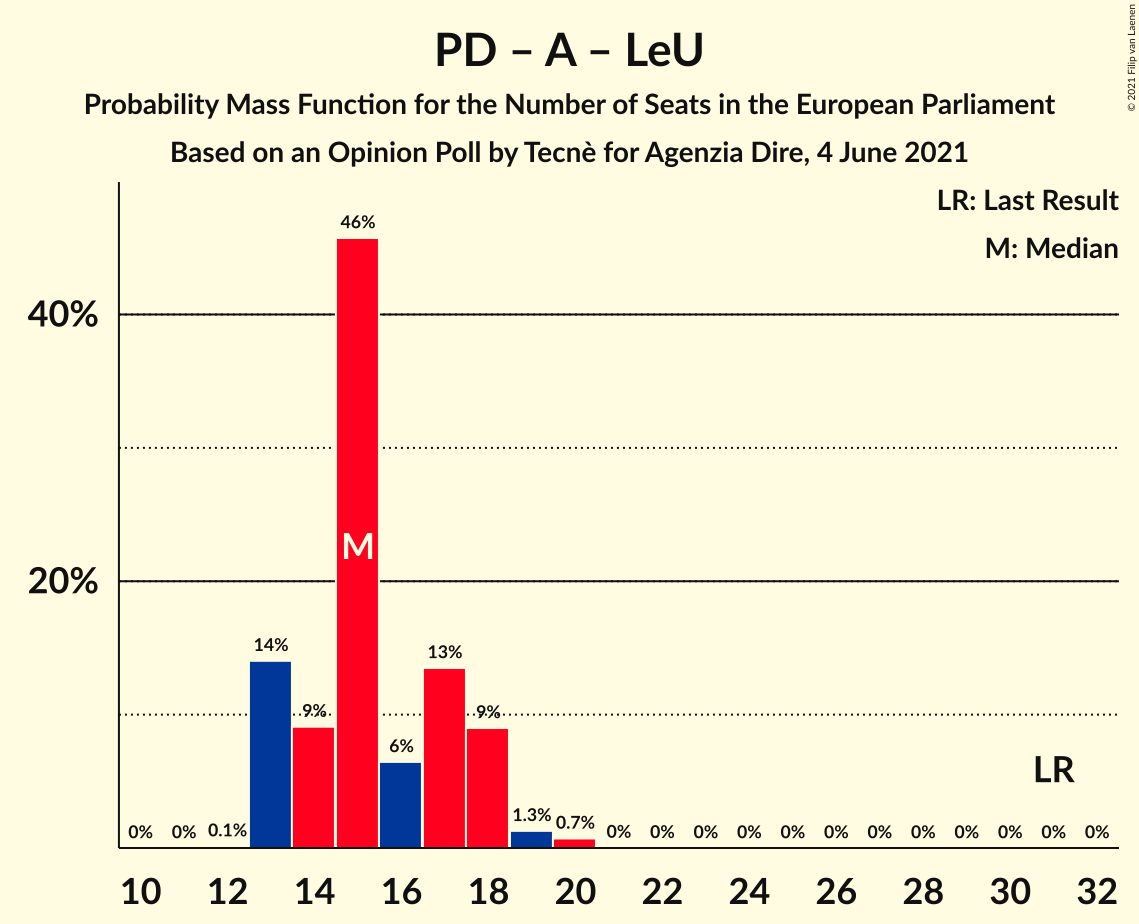 PD – A – LeU
Probability Mass Function for the Number of Seats in the European Parliament
Based on an Opinion Poll by Tecnè for Agenzia Dire, 4 June 2021
© 2021 Filip van Laenen
LR: Last Result
M: Median
46%
40%
M
20%
14%
13%
9%
9%
6%
LR
0% 0% 0.1% 1.3% 0.7% 0% 0% 0% 0% 0% 0% 0% 0% 0% 0% 0% 0%
10 12 14 16 18 20 22 24 26 28 30 32